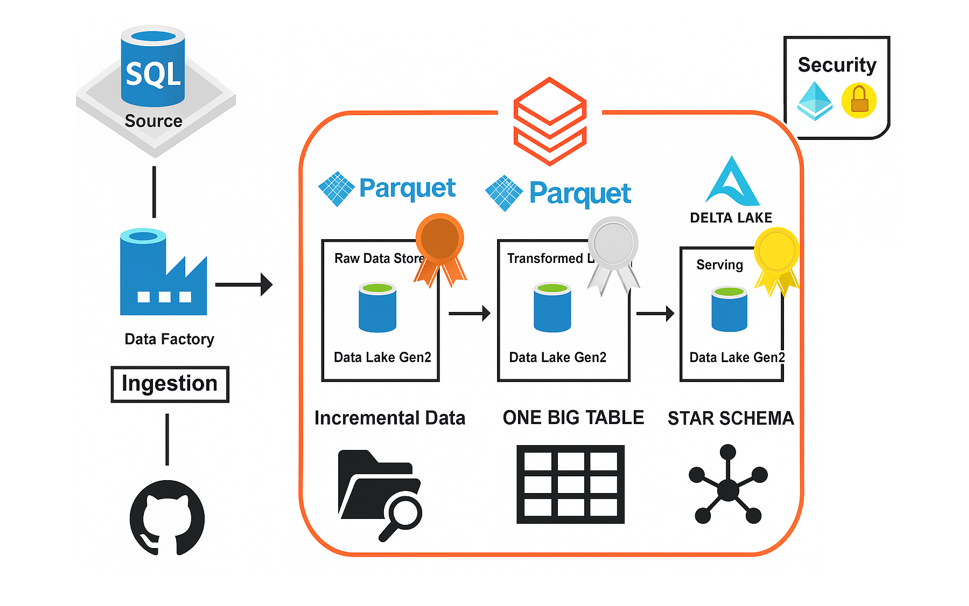 SQL
Source
Security
Parquet
Parquet
DELTA LAKE
Raw Data Store
Transformed
Serving
Data Lake Gen2
Data Lake Gen2
Data Lake Gen2
Data Factory
Ingestion
Incremental Data
ONE BIG TABLE
STAR SCHEMA